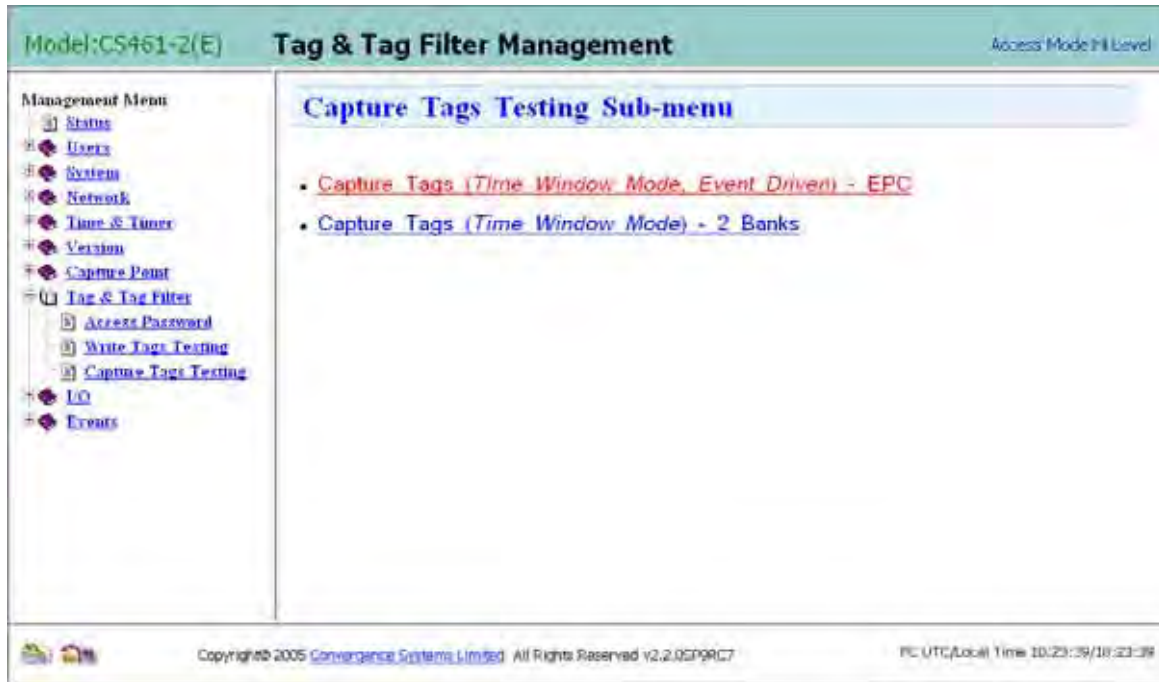 Model:CS461-2(E)
Tag & Tag Filter Management
Access Mode Hi Level
Management Menu
Status
Users
System
Network
Time & Tuner
Version
Capture Point
Tag & Tag Filter
Access Password
Write Tags Testing
Capture Tags Testing
I/O
Events
Capture Tags Testing Sub-menu
• Capture Tags (Time Window Mode, Event Driven) - EPC
• Capture Tags (Time Window Mode) - 2 Banks
Copyright© 2005 Convergence Systems Limited All Rights Reserved v2.2.0SP9RC7
PC UTC/Local Time 10:23:39/18:23:39